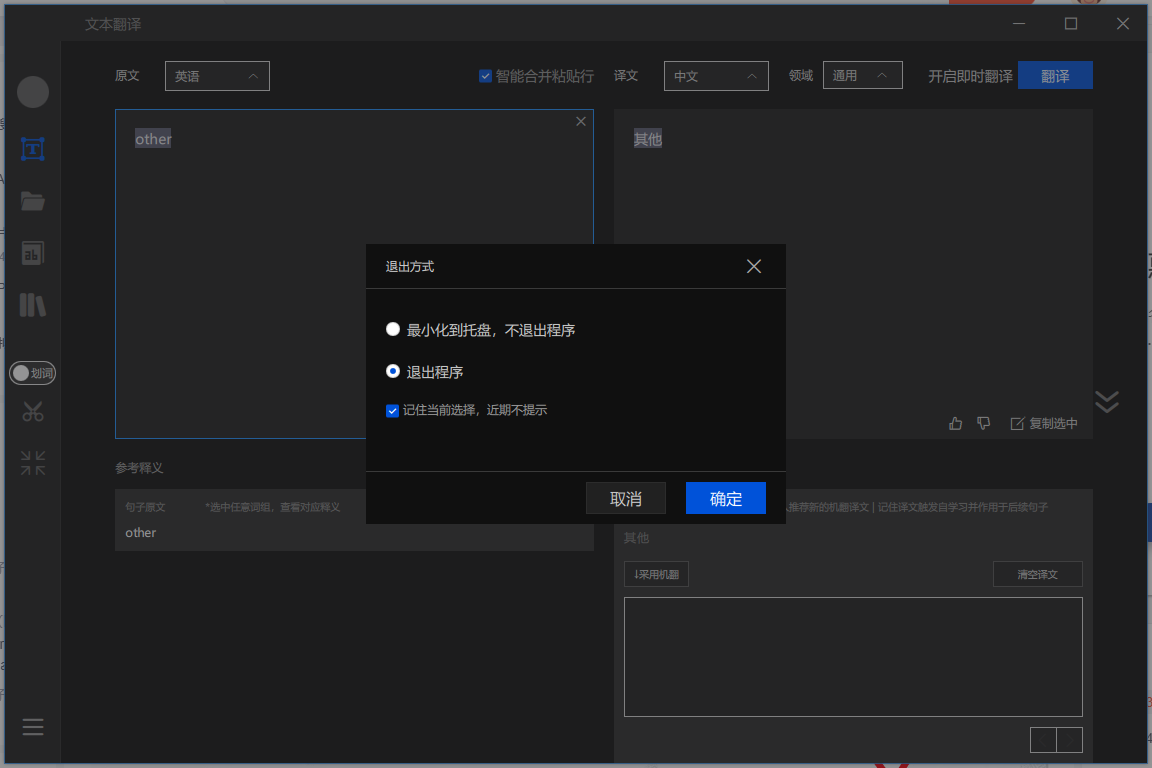 文本翻译
原文
英语
智能合并粘贴行
译文
中文
领域
通用
开启即时翻译
翻译
other
其他
划词
退出方式
最小化到托盘，不退出程序
退出程序
记住当前选择，近期不提示
取消
确定
复制选中
参考释义
句子原文
*选中任意词组，查看对应释义
other
推荐新的机翻译文 | 记住译文触发自学习并作用于后续句子
其他
↓采用机翻
清空译文